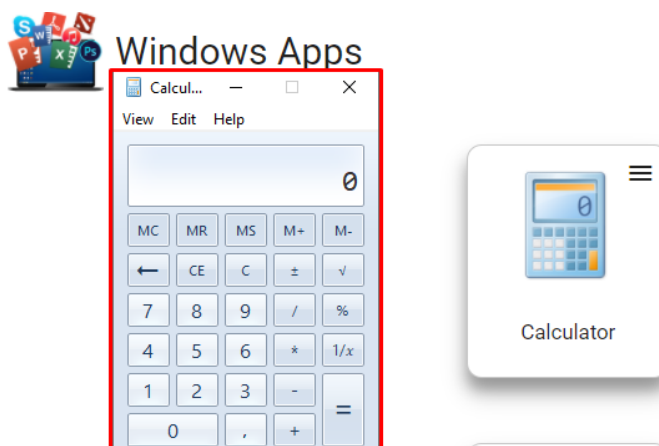 Windows Apps
Calcul...
View Edit Help
0
MC MR MS M+ M-
← CE C ± √
7 8 9 / %
4 5 6 * 1/x
1 2 3 - =
0 , +
0
Calculator
S W P X Ps N